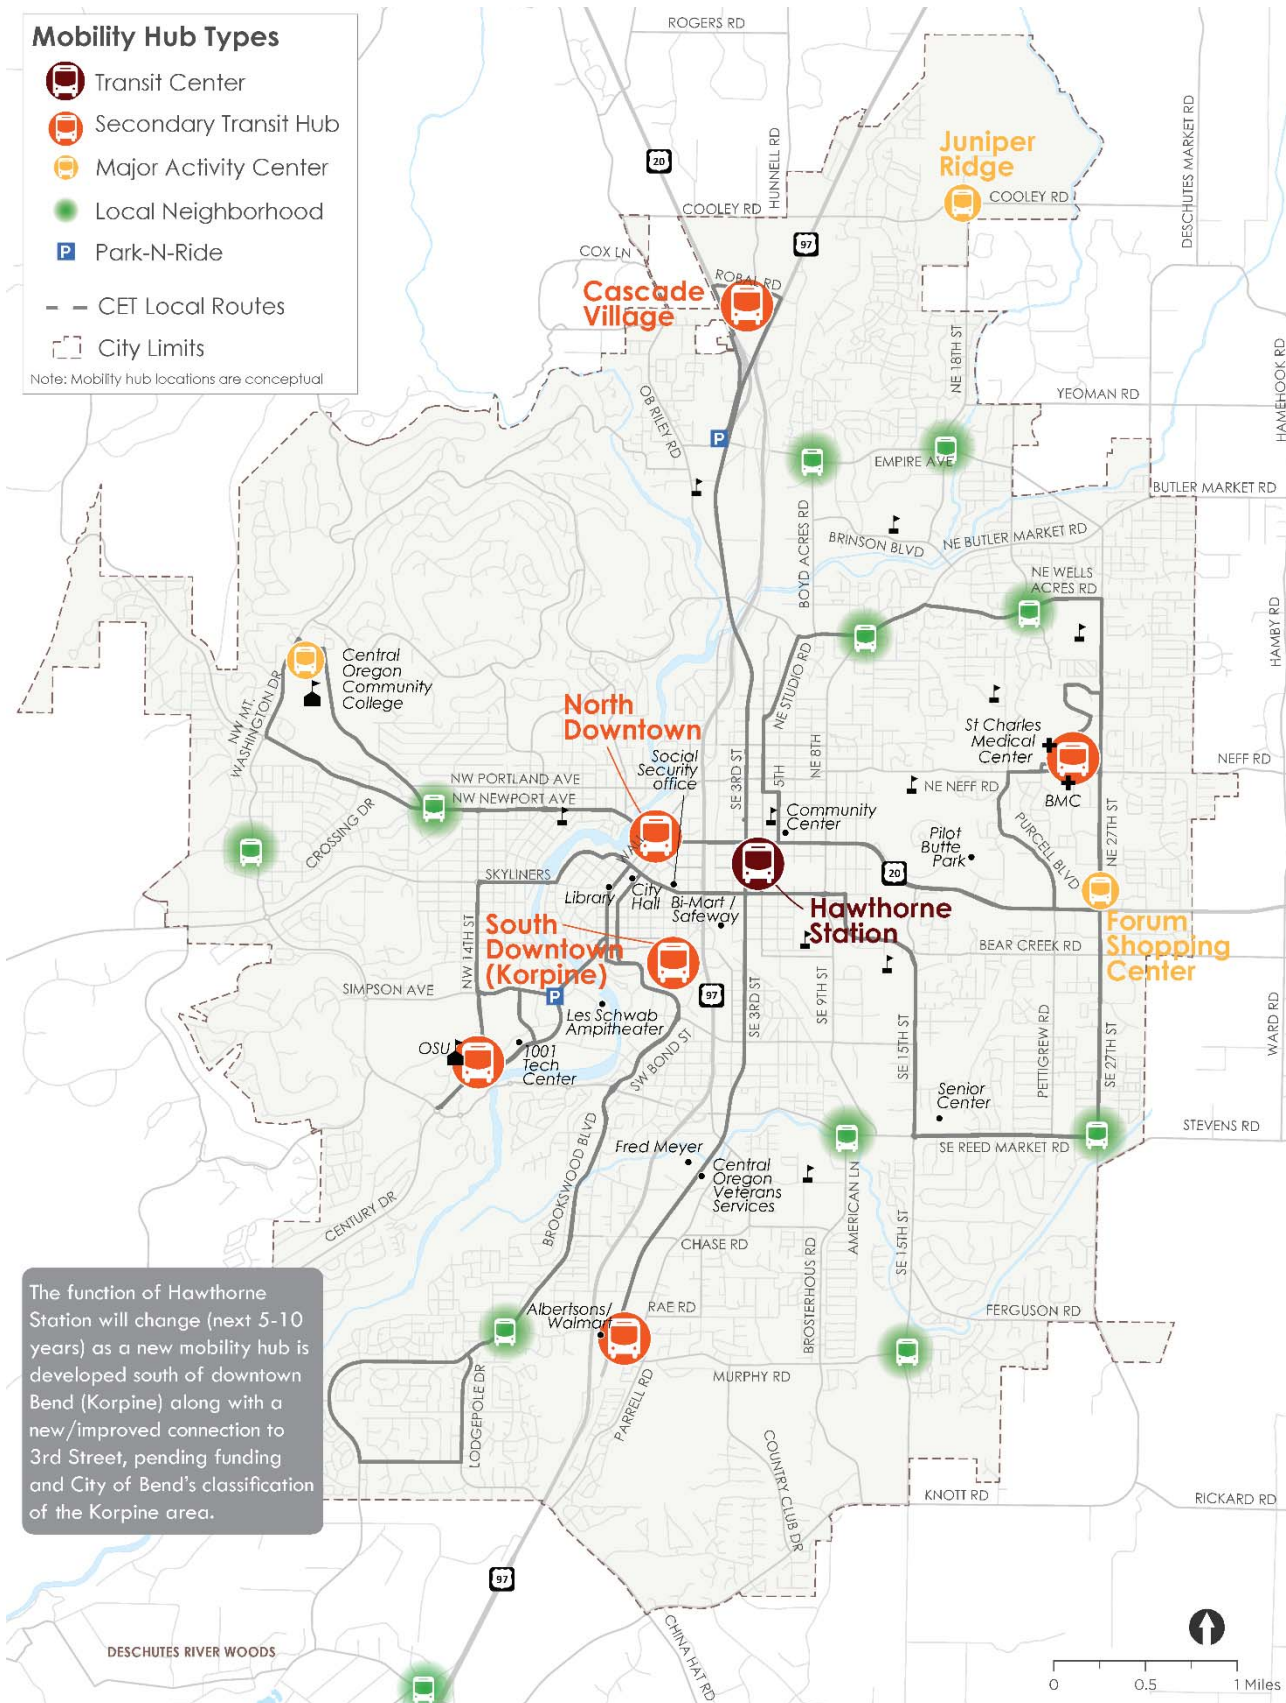 Mobility Hub Types
Transit Center
Secondary Transit Hub
Major Activity Center
Local Neighborhood
P Park-N-Ride
CET Local Routes
City Limits
Note: Mobility hub locations are conceptual
ROGERS RD
20
HUNNELL RD
DESCHUTES MARKET RD
Juniper
Ridge
COOLEY RD
COOLEY RD
97
COX LN
ROBAL RD
Cascade
Village
NE 18TH ST
HAMEHOOK RD
YEOMAN RD
OB RILEY RD
P
EMPIRE AVE
BUTLER MARKET RD
BOYD ACRES RD
BRINSON BLVD
NE BUTLER MARKET RD
NE WELLS
ACRES RD
HAMBY RD
Central
Oregon
Community
College
NW MT.
WASHINGTON DR
NE STUDIO RD
North
Downtown
Social
Security
office
SE 3RD ST
5TH
NE 8TH
St Charles
Medical
Center
NEFF RD
NW PORTLAND AVE
NW NEWPORT AVE
NE NEFF RD
BMC
Community
Center
CROSSING DR
WALL
Pilot
Butte
Park
PURCELL BLVD
NE 27TH ST
20
SKYLINERS
Library
City
Hall
Bi-Mart /
Safeway
Hawthorne
Station
Forum
Shopping
Center
South
Downtown
(Korpine)
NW 14TH ST
BEAR CREEK RD
SIMPSON AVE
P
97
SE 3RD ST
SE 9TH ST
Les Schwab
Ampitheater
OSU
1001
Tech
Center
SW BOND ST
SE 15TH ST
PETTIGREW RD
SE 27TH ST
WARD RD
Senior
Center
STEVENS RD
SE REED MARKET RD
Fred Meyer
Central
Oregon
Veterans
Services
BROOKSWOOD BLVD
AMERICAN LN
CENTURY DR
CHASE RD
SE 15TH ST
BROSTERHOUS RD
The function of Hawthorne
Station will change (next 5-10
years) as a new mobility hub is
developed south of downtown
Bend (Korpine) along with a
new/improved connection to
3rd Street, pending funding
and City of Bend's classification
of the Korpine area.
Albertsons/
Walmart
RAE RD
FERGUSON RD
LODGEPOLE DR
PARRELL RD
MURPHY RD
COUNTRY CLUB DR
KNOTT RD
RICKARD RD
97
DESCHUTES RIVER WOODS
CHINA HAT RD
0 0.5 1 Miles